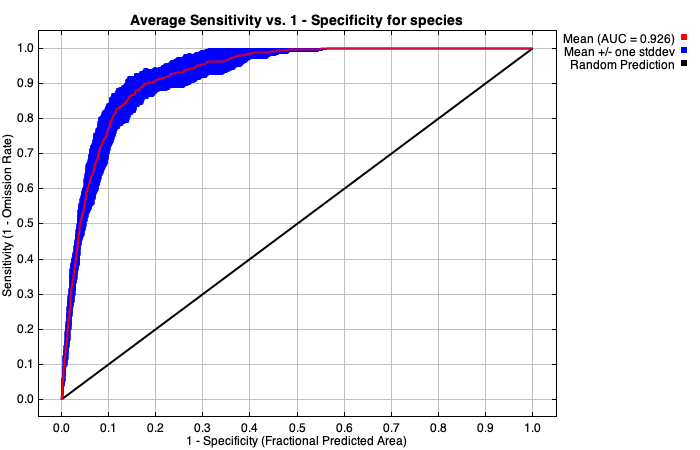 Average Sensitivity vs. 1 - Specificity for species
Mean (AUC = 0.926)
Mean +/- one stddev
Random Prediction
Sensitivity (1 - Omission Rate)
1.0
0.9
0.8
0.7
0.6
0.5
0.4
0.3
0.2
0.1
0.0
0.0 0.1 0.2 0.3 0.4 0.5 0.6 0.7 0.8 0.9 1.0
1 - Specificity (Fractional Predicted Area)